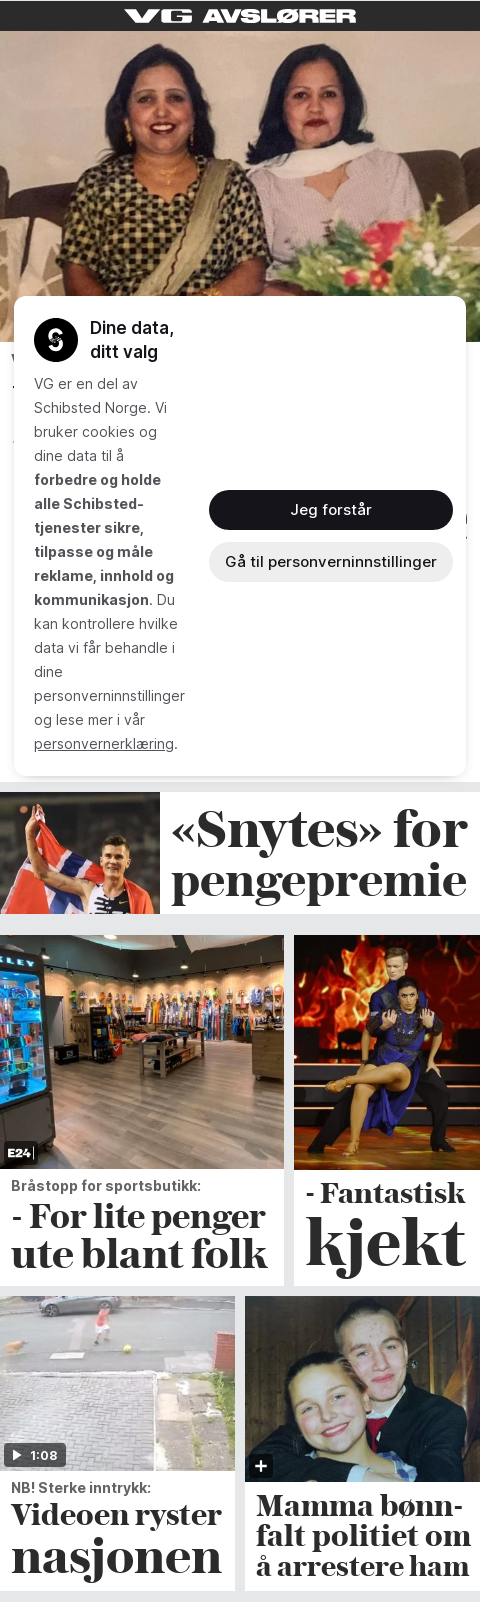 VG AVSLØRER
Dine data,
ditt valg
VG er en del av
Schibsted Norge. Vi
bruker cookies og
dine data til å
forbedre og holde
alle Schibsted-
tjenester sikre,
tilpasse og måle
reklame, innhold og
kommunikasjon. Du
kan kontrollere hvilke
data vi får behandle i
dine
personverninnstillinger
og lese mer i vår
personvernerklæring.
Jeg forstår
Gå til personverninnstillinger
«Snytes» for
pengepremie
KLEY
E24
Bråstopp for sportsbutikk:
- For lite penger
ute blant folk
- Fantastisk
kjekt
1:08
NB! Sterke inntrykk:
Videoen ryster
nasjonen
Mamma bønn-
falt politiet om
å arrestere ham